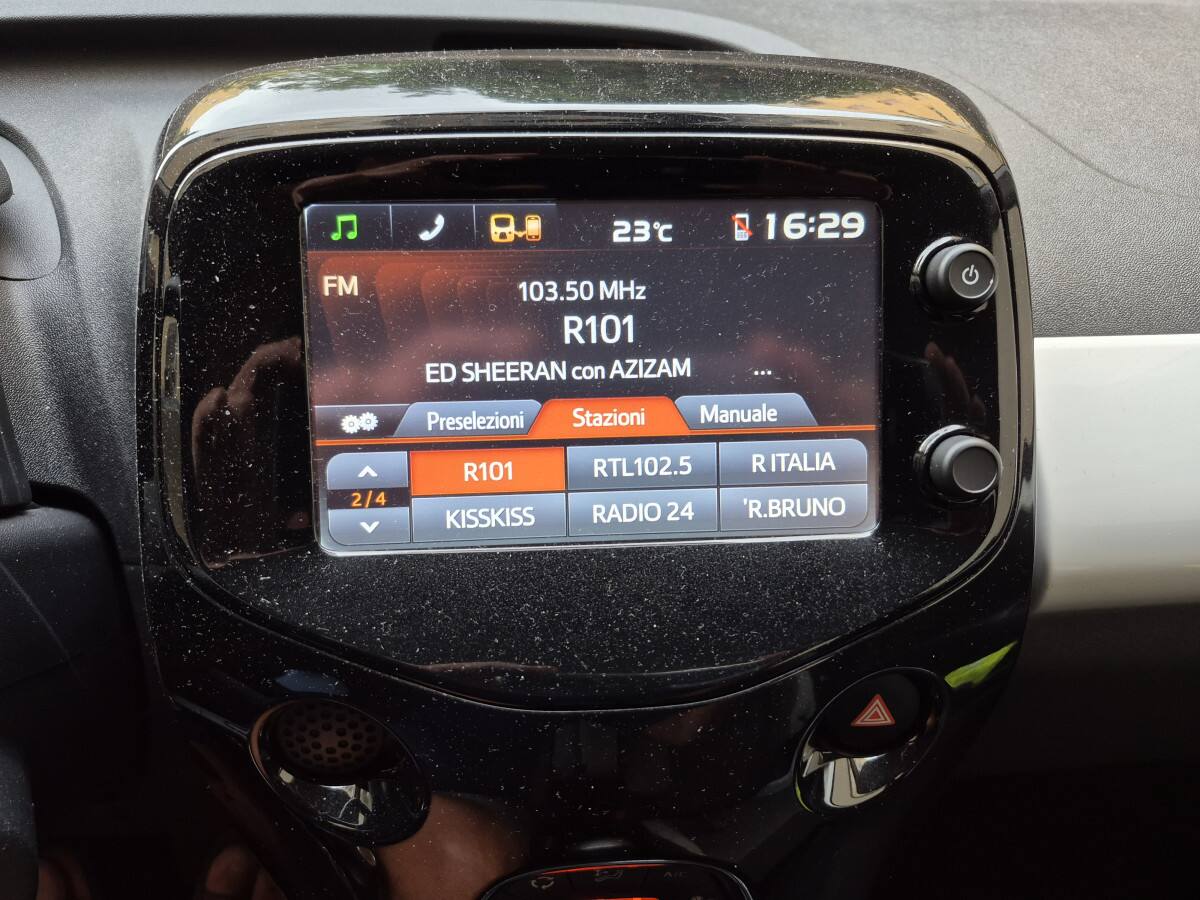 23°C 16:29
FM
103.50 MHz
R101
ED SHEERAN con AZIZAM ...
Preselezioni Stazioni Manuale
R101 RTL102.5 R ITALIA
2/4
KISSKISS RADIO 24 'R.BRUNO
A/C